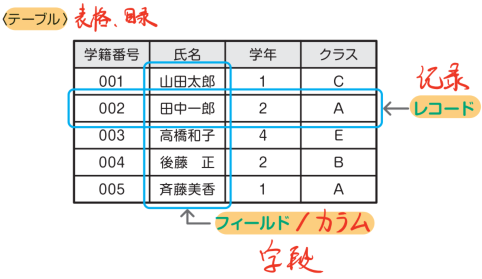 〈テーブル〉 表格、目录
学籍番号 氏名 学年 クラス
001 山田太郎 1 C
002 田中一郎 2 A
003 高橋和子 4 E
004 後藤 正 2 B
005 斉藤美香 1 A
记录
レコード
フィールド / カラム
字段